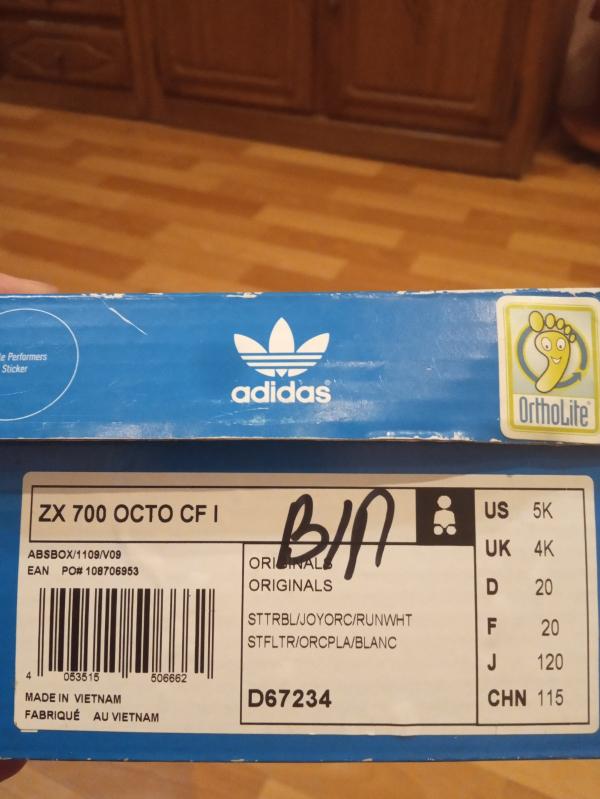 le Performers
Sticker
adidas
OrthoLite
ZX 700 OCTO CF I
ABSBOX/1109/V09
EAN PO# 108706953
4 053515 506662
MADE IN VIETNAM
FABRIQUÉ AU VIETNAM
ORIGINALS
ORIGINALS
STTRBL/JOYORC/RUNWHT
STFLTR/ORCPLA/BLANC
D67234
US 5K
UK 4K
D 20
F 20
J 120
CHN 115